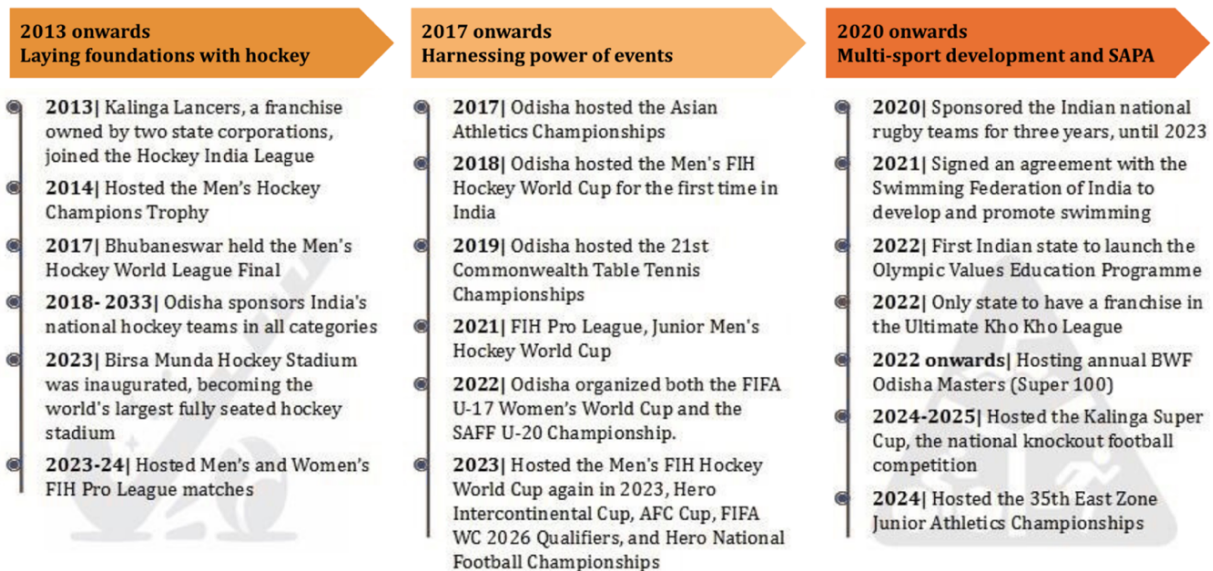 2013 onwards
Laying foundations with hockey
2013| Kalinga Lancers, a franchise
owned by two state corporations,
joined the Hockey India League
2014| Hosted the Men's Hockey
Champions Trophy
2017| Bhubaneswar held the Men's
Hockey World League Final
2018- 2033| Odisha sponsors India's
national hockey teams in all categories
2023| Birsa Munda Hockey Stadium
was inaugurated, becoming the
world's largest fully seated hockey
stadium
2023-24| Hosted Men's and Women's
FIH Pro League matches
2017 onwards
Harnessing power of events
2017| Odisha hosted the Asian
Athletics Championships
2018| Odisha hosted the Men's FIH
Hockey World Cup for the first time in
India
2019| Odisha hosted the 21st
Commonwealth Table Tennis
Championships
2021| FIH Pro League, Junior Men's
Hockey World Cup
2022| Odisha organized both the FIFA
U-17 Women's World Cup and the
SAFF U-20 Championship.
2023| Hosted the Men's FIH Hockey
World Cup again in 2023, Hero
Intercontinental Cup, AFC Cup, FIFA
WC 2026 Qualifiers, and Hero National
Football Championships
2020 onwards
Multi-sport development and SAPA
2020| Sponsored the Indian national
rugby teams for three years, until 2023
2021| Signed an agreement with the
Swimming Federation of India to
develop and promote swimming
2022| First Indian state to launch the
Olympic Values Education Programme
2022| Only state to have a franchise in
the Ultimate Kho Kho League
2022 onwards| Hosting annual BWF
Odisha Masters (Super 100)
2024-2025| Hosted the Kalinga Super
Cup, the national knockout football
competition
2024| Hosted the 35th East Zone
Junior Athletics Championships